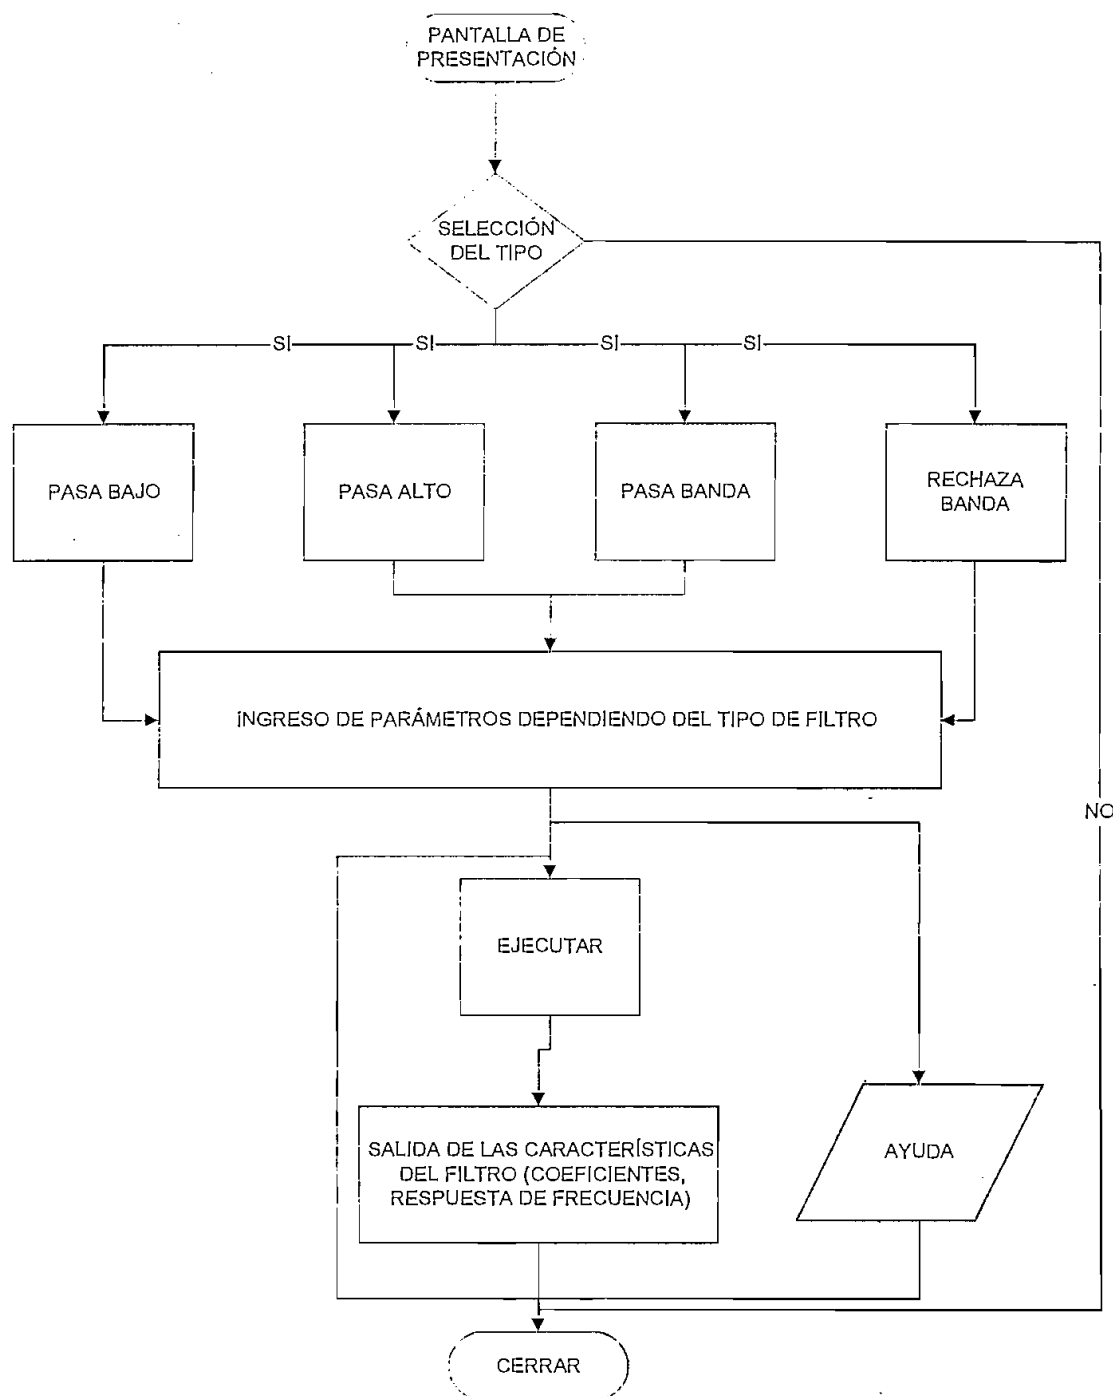 PANTALLA DE
PRESENTACIÓN
SELECCIÓN
DEL TIPO
SI
SI
SI
SI
PASA BAJO
PASA ALTO
PASA BANDA
RECHAZA
BANDA
INGRESO DE PARÁMETROS DEPENDIENDO DEL TIPO DE FILTRO
NO
EJECUTAR
SALIDA DE LAS CARACTERÍSTICAS
DEL FILTRO (COEFICIENTES,
RESPUESTA DE FRECUENCIA)
AYUDA
CERRAR